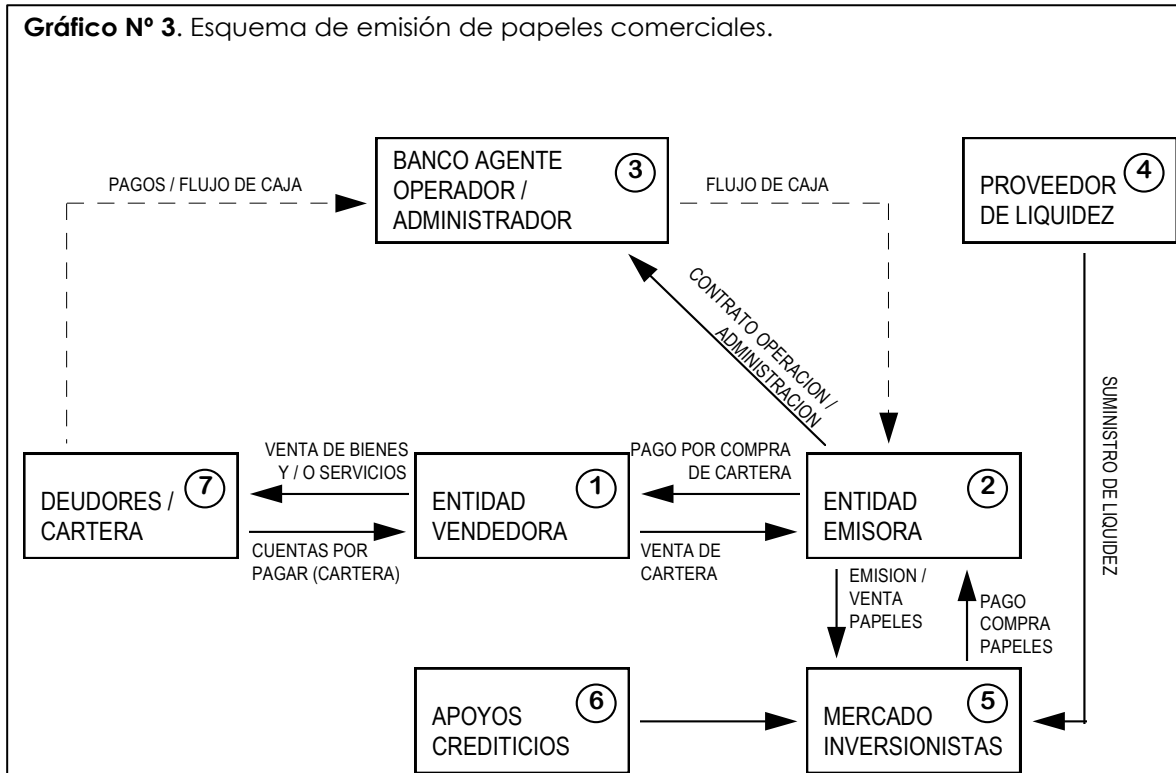 Gráfico Nº 3. Esquema de emisión de papeles comerciales.
BANCO AGENTE
OPERADOR /
ADMINISTRADOR
3
PROVEEDOR
DE LIQUIDEZ
4
PAGOS / FLUJO DE CAJA
FLUJO DE CAJA
CONTRATO OPERACION /
ADMINISTRACION
SUMINISTRO DE LIQUIDEZ
VENTA DE BIENES
Y / O SERVICIOS
PAGO POR COMPRA
DE CARTERA
DEUDORES /
CARTERA
7
ENTIDAD
VENDEDORA
1
ENTIDAD
EMISORA
2
CUENTAS POR
PAGAR (CARTERA)
VENTA DE
CARTERA
EMISION /
VENTA
PAPELES
PAGO
COMPRA
PAPELES
APOYOS
CREDITICIOS
6
MERCADO
INVERSIONISTAS
5